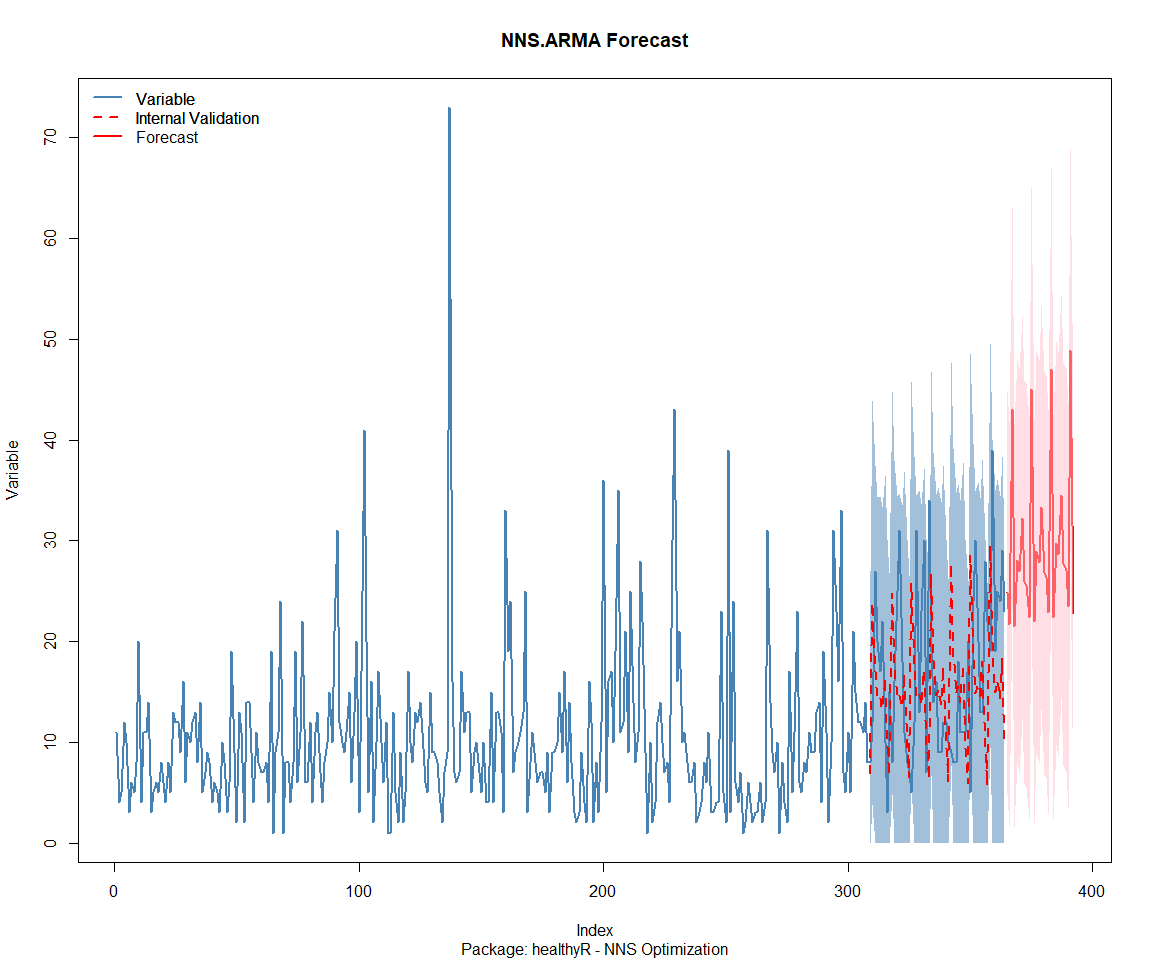 NNS.ARMA Forecast
Variable
Internal Validation
Forecast
70
60
50
40
30
20
10
0
Variable
0 100 200 300 400
Index
Package: healthyR - NNS Optimization